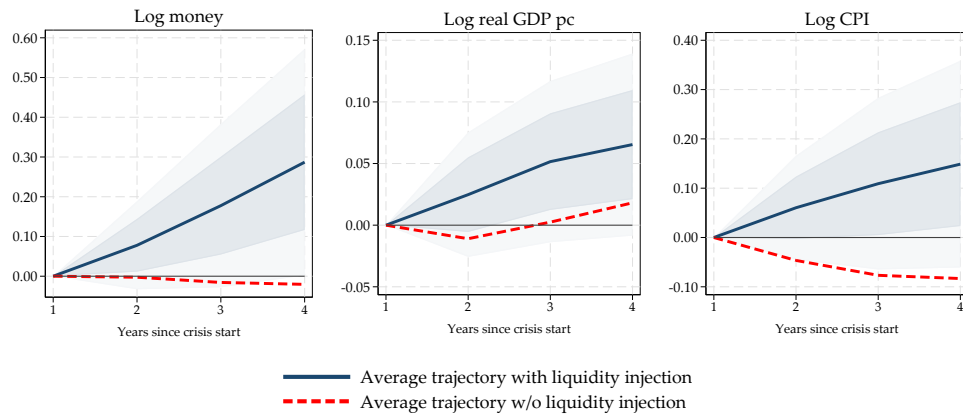 Log money
0.60
0.50
0.40
0.30
0.20
0.10
0.00
1 2 3 4
Years since crisis start
Log real GDP pc
0.15
0.10
0.05
0.00
-0.05
1 2 3 4
Years since crisis start
Log CPI
0.40
0.30
0.20
0.10
0.00
-0.10
1 2 3 4
Years since crisis start
Average trajectory with liquidity injection
Average trajectory w/o liquidity injection